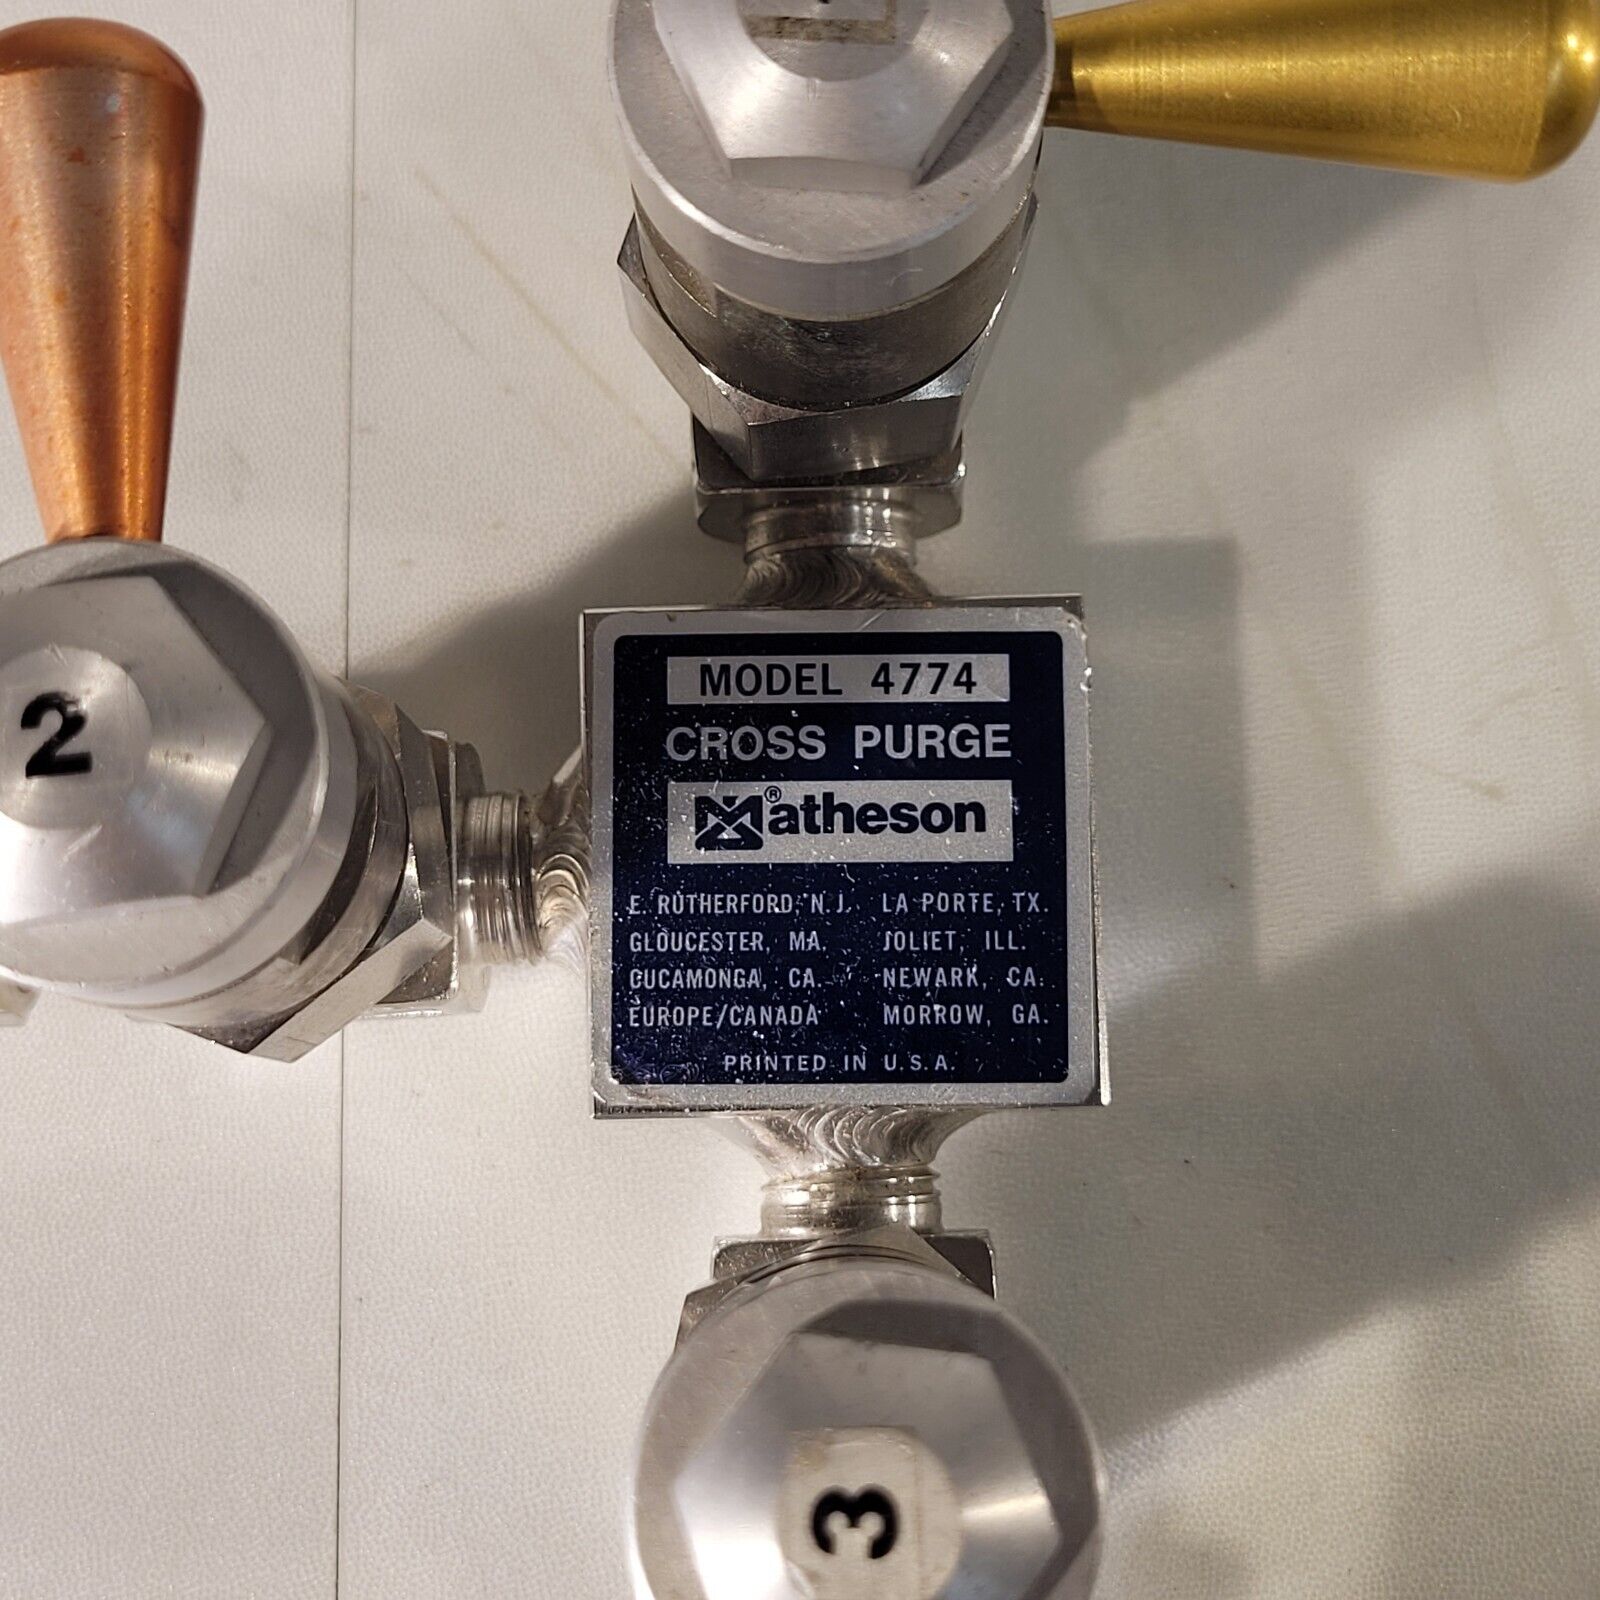 MODEL 4774
CROSS PURGE
Matheson®
E. RUTHERFORD, N.J. LA PORTE, TX.
GLOUCESTER, MA. JOLIET, ILL.
CUCAMONGA, CA. NEWARK, CA.
EUROPE/CANADA MORROW, GA.
PRINTED IN U.S.A.
2
3